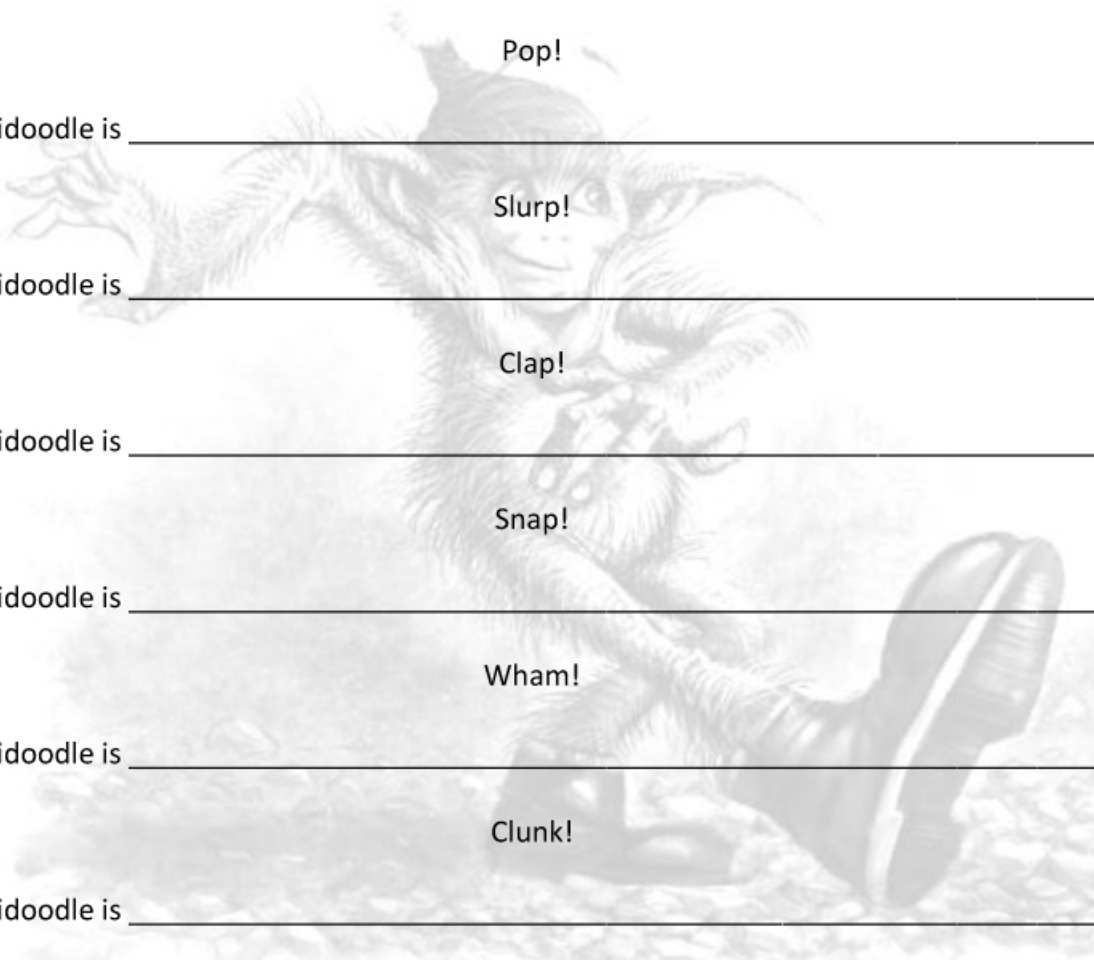 Pop!
idoodle is
Slurp!
idoodle is
Clap!
idoodle is
Snap!
idoodle is
Wham!
idoodle is
Clunk!
idoodle is